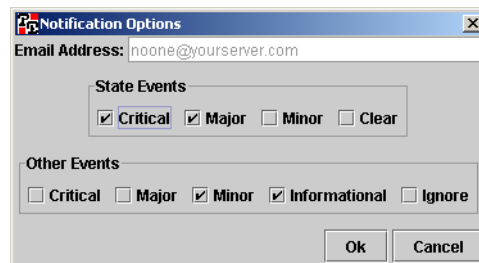 Notification Options
Email Address: noone@yourserver.com
State Events
Critical Major Minor Clear
Other Events
Critical Major Minor Informational Ignore
Ok Cancel